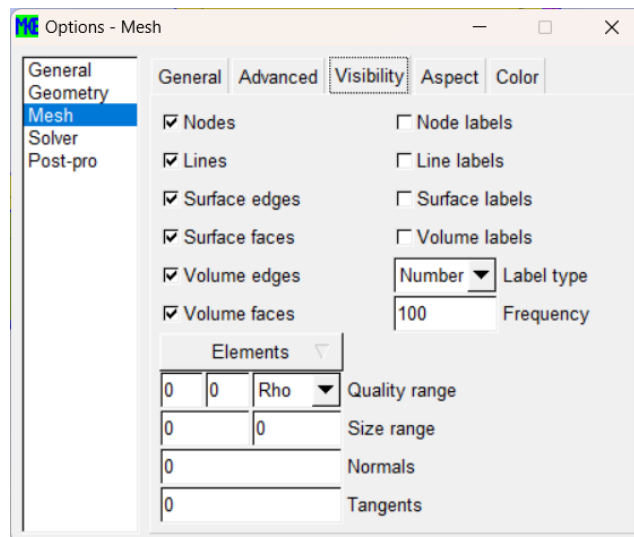 MKE Options - Mesh
General
Geometry
Mesh
Solver
Post-pro
General Advanced Visibility Aspect Color
Nodes
Node labels
Lines
Line labels
Surface edges
Surface labels
Surface faces
Volume labels
Volume edges
Number Label type
Volume faces
100 Frequency
Elements
0 0 Rho Quality range
0 0 Size range
0 Normals
0 Tangents